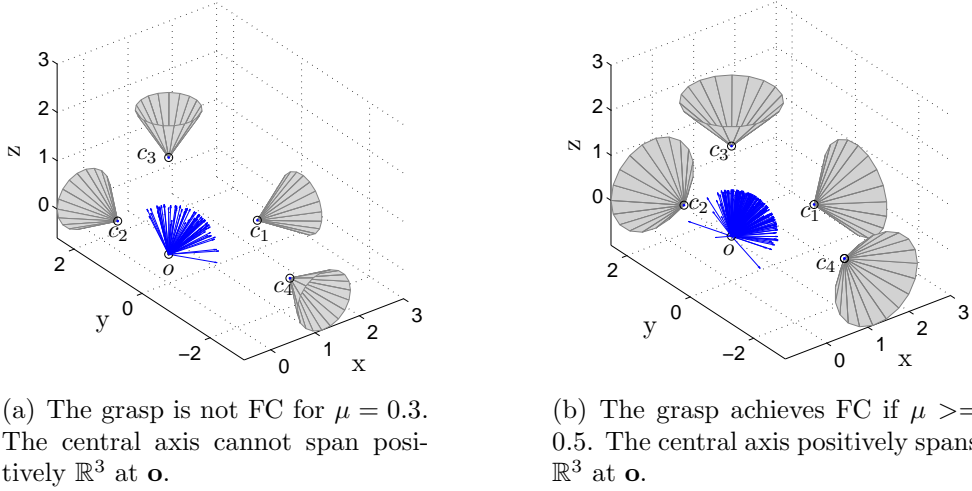 3
2
1
0
z
2
0
−2
y
0
1
2
3
x
c3
c2
c1
c4
o
3
2
1
0
z
2
0
−2
y
0
1
2
3
x
c3
c2
c1
c4
o
(a) The grasp is not FC for μ = 0.3.
The central axis cannot span posi-
tively ℝ³ at o.
(b) The grasp achieves FC if μ >=
0.5. The central axis positively spans
ℝ³ at o.